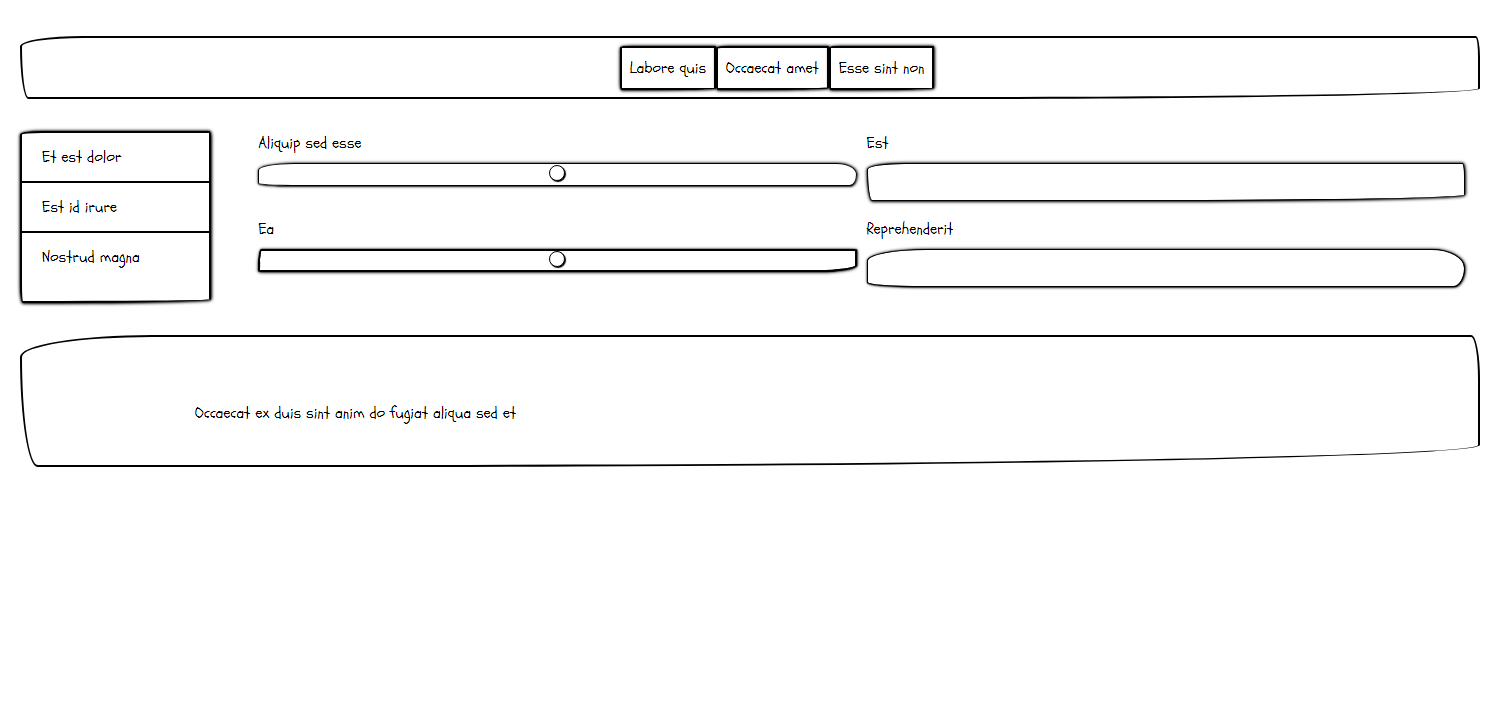 Labore quis
Occaecat amet
Esse sint non
Et est dolor
Est id irure
Nostrud magna
Aliquip sed esse
Est
Ea
Reprehenderit
Occaecat ex duis sint anim do fugiat aliqua sed et